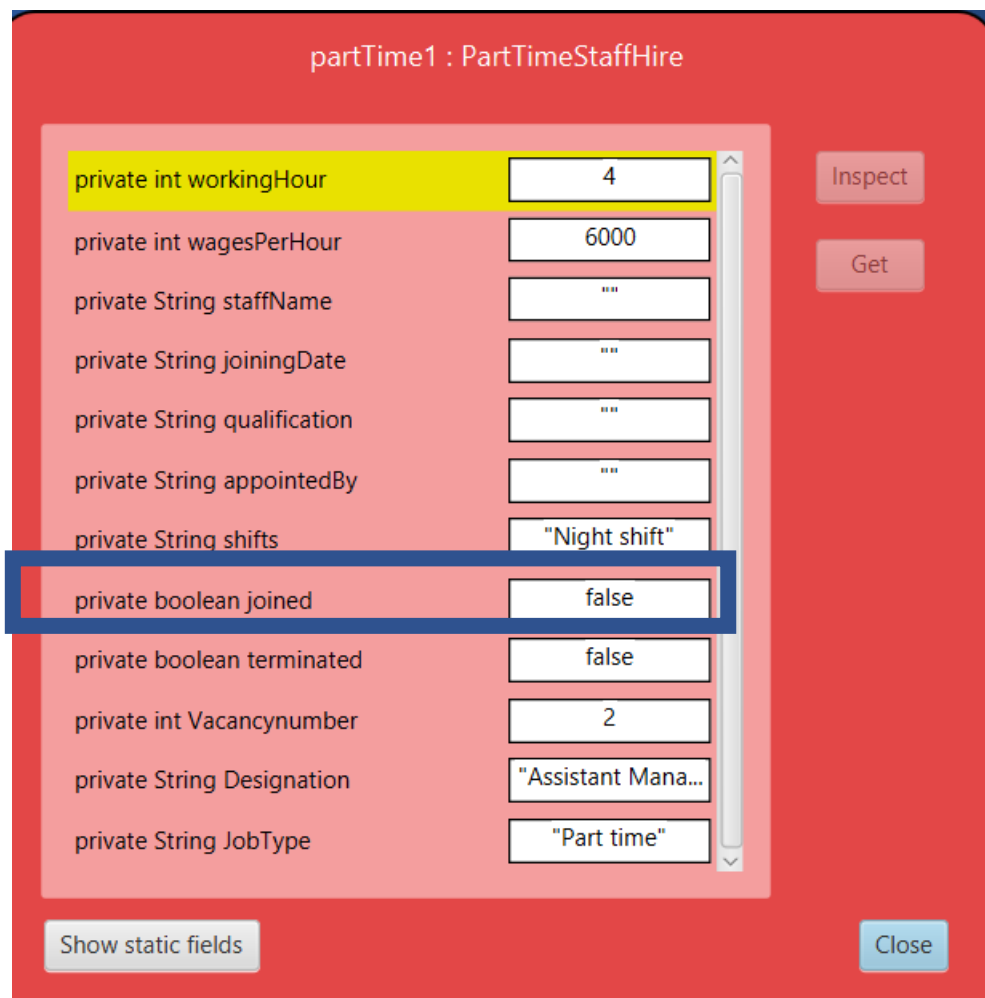 partTime1 : PartTimeStaffHire
private int workingHour 4
Inspect
private int wagesPerHour 6000
Get
private String staffName ""
private String joiningDate ""
private String qualification ""
private String appointedBy ""
private String shifts "Night shift"
private boolean joined false
private boolean terminated false
private int Vacancynumber 2
private String Designation "Assistant Mana...
private String JobType "Part time"
Show static fields
Close